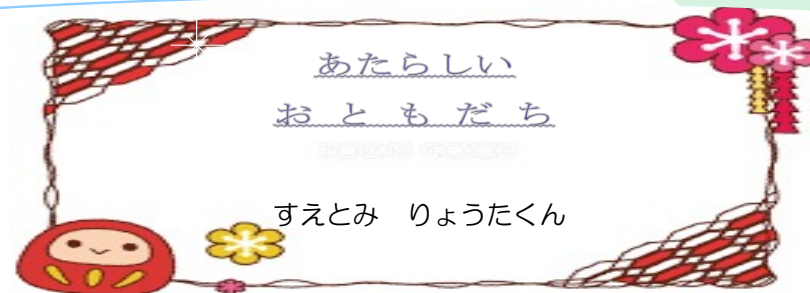 あたらしい
お と も だ ち
すえとみ　りょうたくん